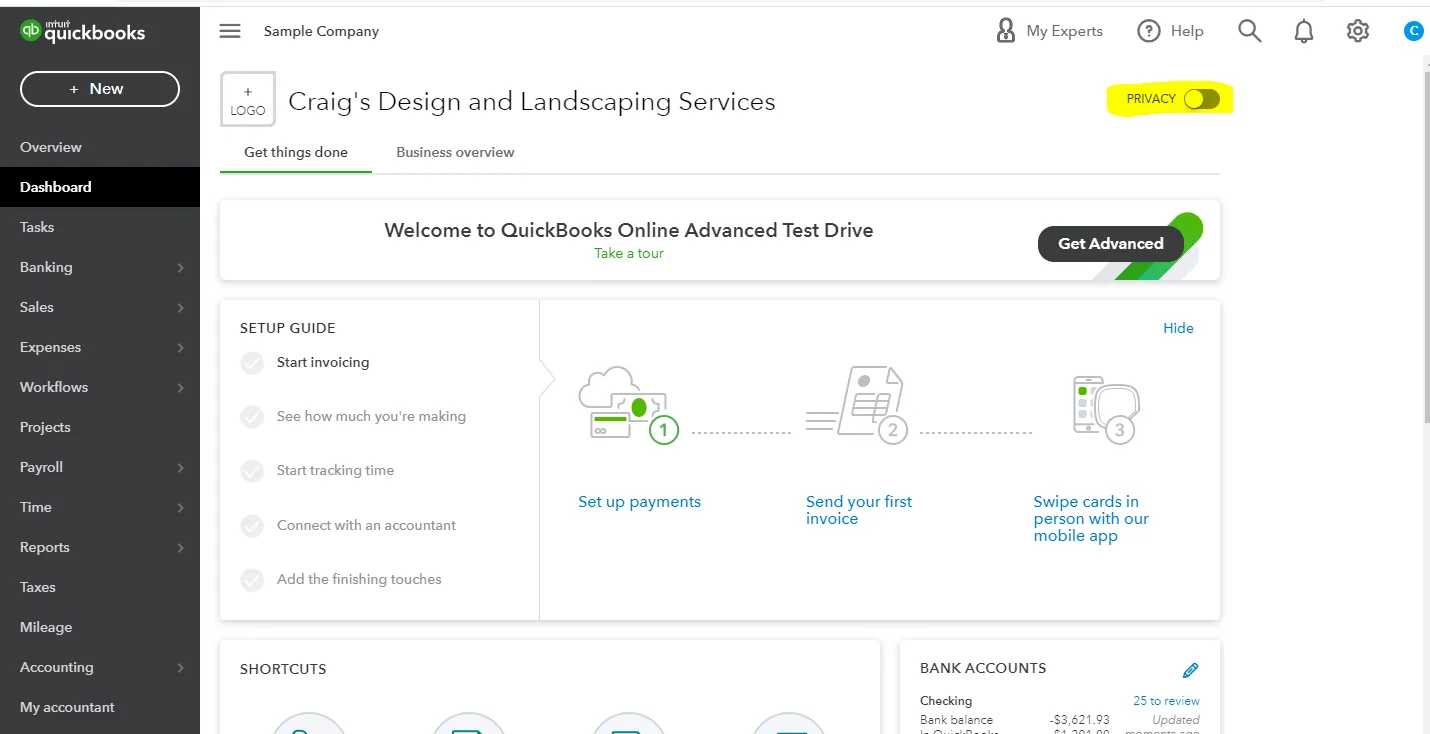 intuit
quickbooks
Sample Company
My Experts
Help
C
+ New
+
LOGO
Craig's Design and Landscaping Services
PRIVACY
Get things done
Business overview
Overview
Dashboard
Tasks
Banking
Sales
Expenses
Workflows
Projects
Payroll
Time
Reports
Taxes
Mileage
Accounting
My accountant
Welcome to QuickBooks Online Advanced Test Drive
Take a tour
Get Advanced
SETUP GUIDE
Hide
Start invoicing
See how much you're making
Start tracking time
Connect with an accountant
Add the finishing touches
1
2
3
Set up payments
Send your first
invoice
Swipe cards in
person with our
mobile app
SHORTCUTS
BANK ACCOUNTS
Checking 25 to review
Bank balance -$3,621.93 Updated
In QuickBooks moments ago